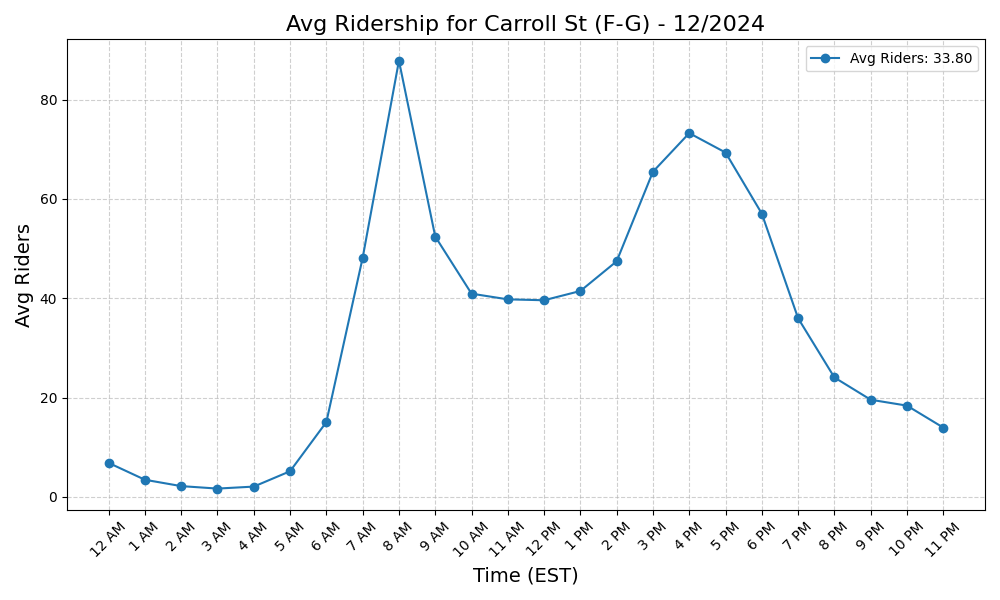 Avg Ridership for Carroll St (F-G) - 12/2024
Avg Riders: 33.80
Avg Riders
80
60
40
20
0
12 AM
1 AM
2 AM
3 AM
4 AM
5 AM
6 AM
7 AM
8 AM
9 AM
10 AM
11 AM
12 PM
1 PM
2 PM
3 PM
4 PM
5 PM
6 PM
7 PM
8 PM
9 PM
10 PM
11 PM
Time (EST)